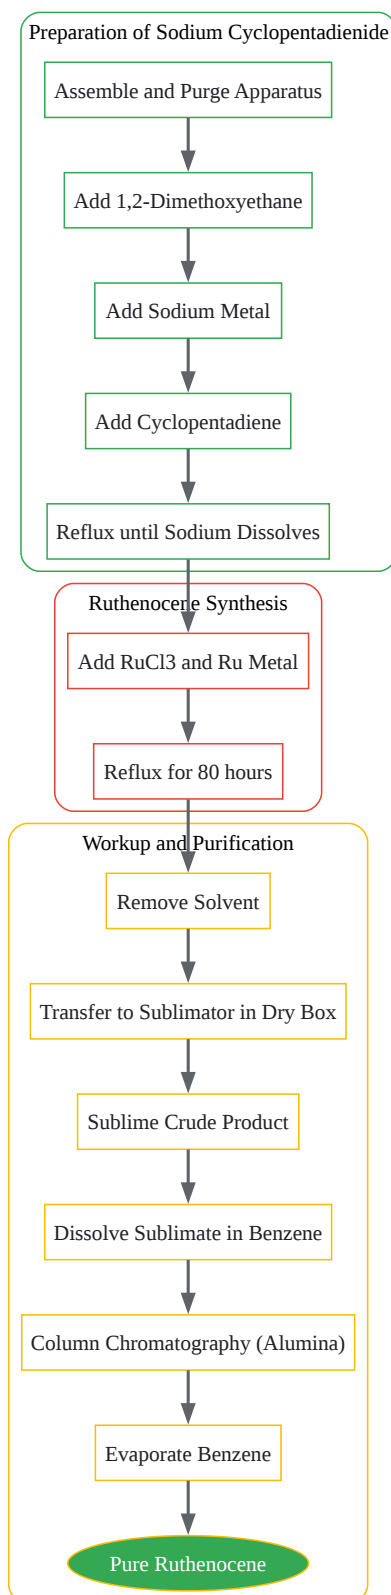 Preparation of Sodium Cyclopentadienide
Assemble and Purge Apparatus
Add 1,2-Dimethoxyethane
Add Sodium Metal
Add Cyclopentadiene
Reflux until Sodium Dissolves
Ruthenocene Synthesis
Add RuCl3 and Ru Metal
Reflux for 80 hours
Workup and Purification
Remove Solvent
Transfer to Sublimator in Dry Box
Sublime Crude Product
Dissolve Sublimate in Benzene
Column Chromatography (Alumina)
Evaporate Benzene
Pure Ruthenocene